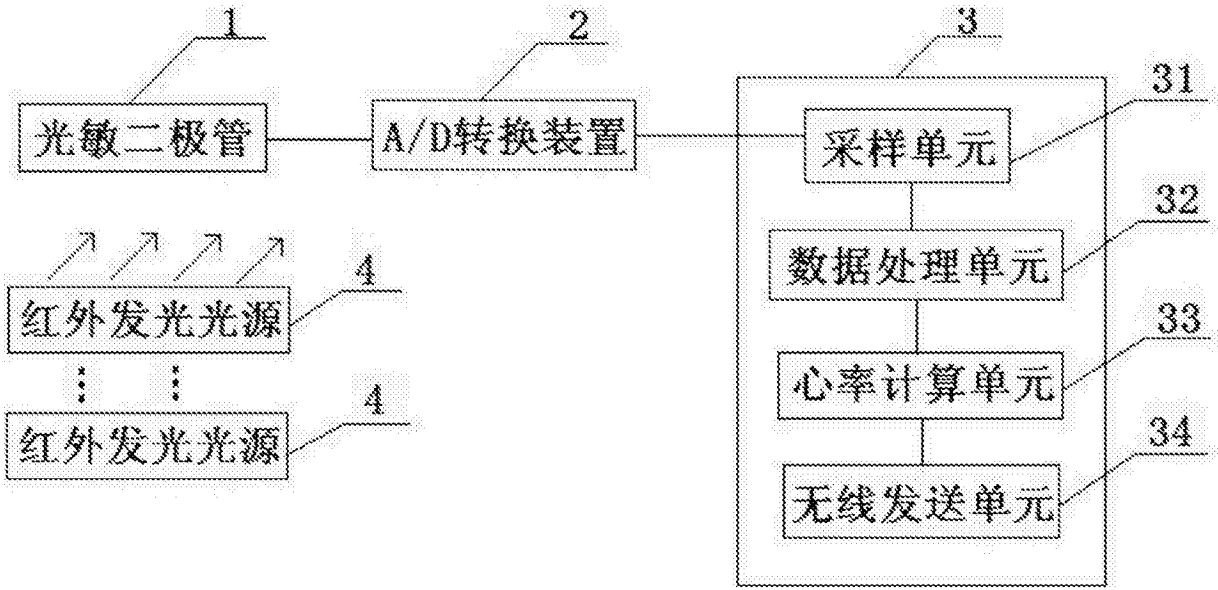 1
2
3
光敏二极管
A/D转换装置
采样单元
31
数据处理单元
32
红外发光光源
4
心率计算单元
33
红外发光光源
4
无线发送单元
34